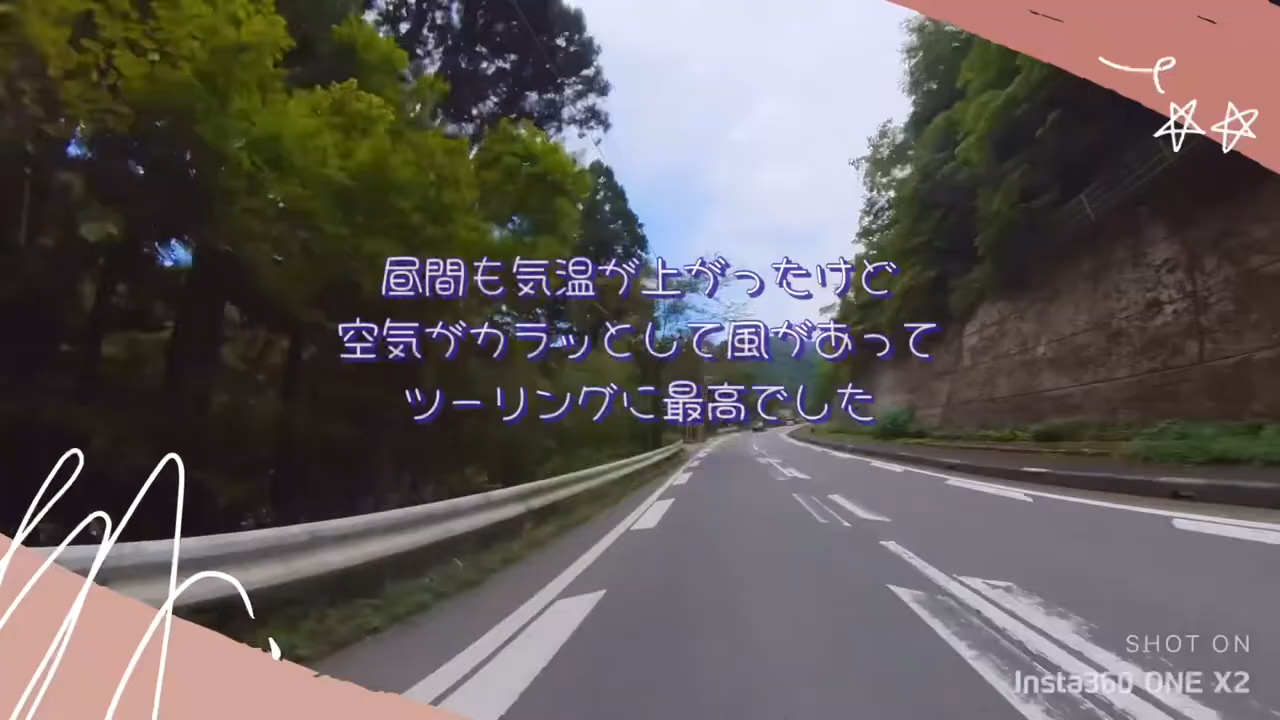 昼間も気温が上がったけど
空気がカラッとして風があって
ツーリングに最高でした
SHOT ON
Insta360 ONE X2